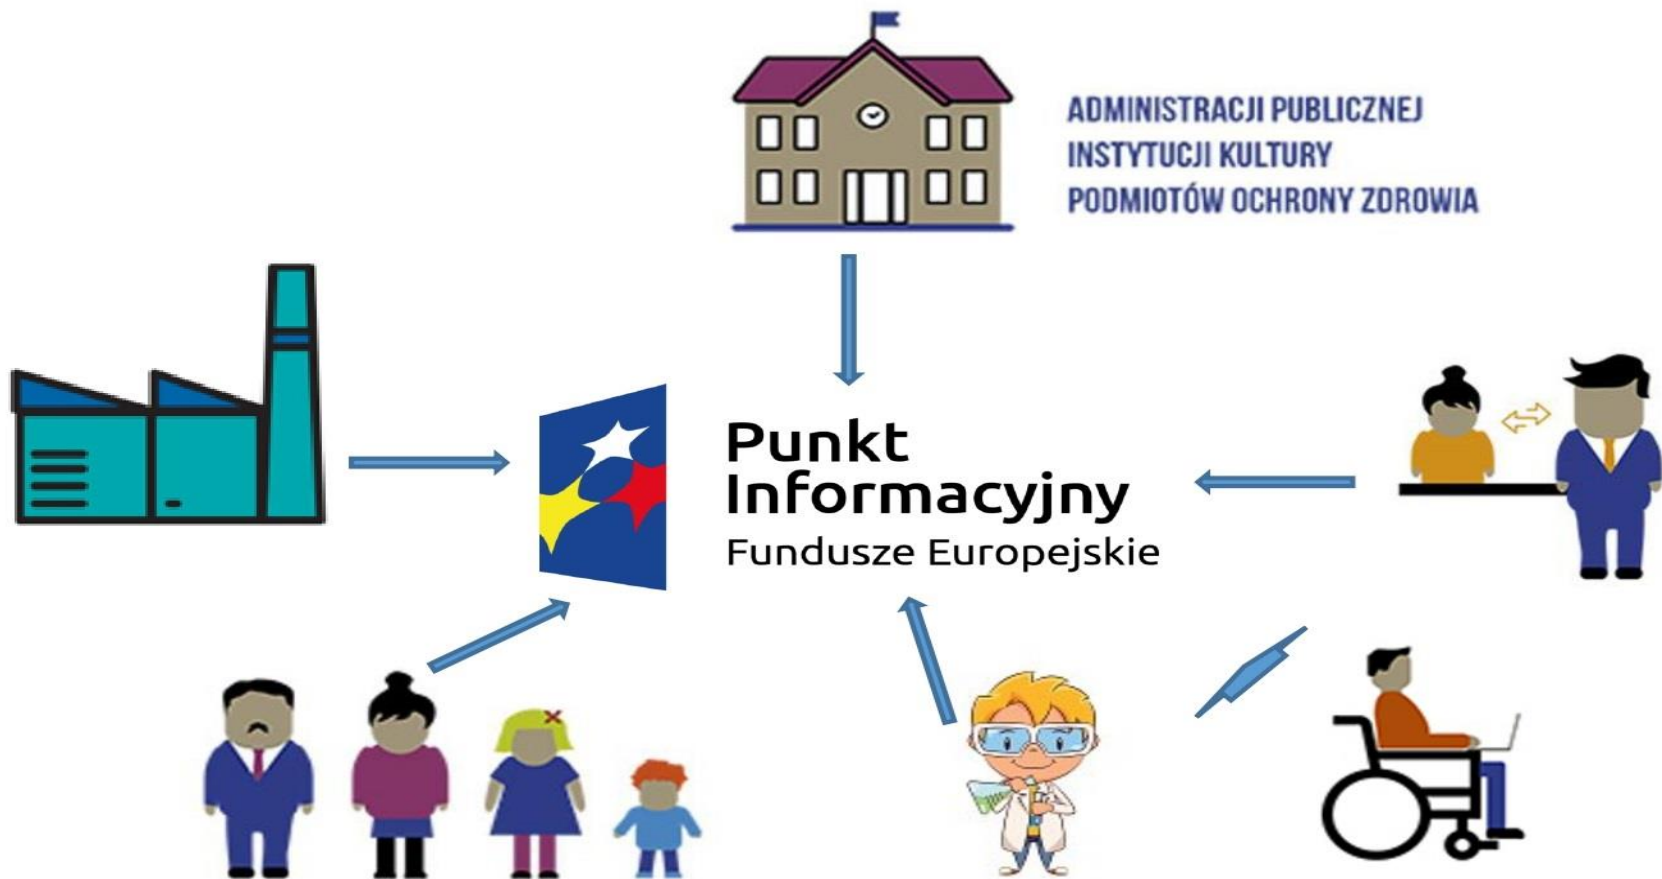 ADMINISTRACJI PUBLICZNEJ
INSTYTUCJI KULTURY
PODMIOTÓW OCHRONY ZDROWIA
Punkt
Informacyjny
Fundusze Europejskie